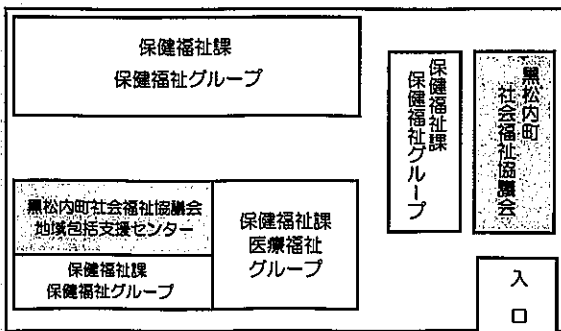 保健福祉課
保健福祉グループ
保健福祉課
保健福祉グループ
黒松内町
社会福祉協議会
黒松内町社会福祉協議会
地域包括支援センター
保健福祉課
医療福祉
グループ
保健福祉課
保健福祉グループ
入
口